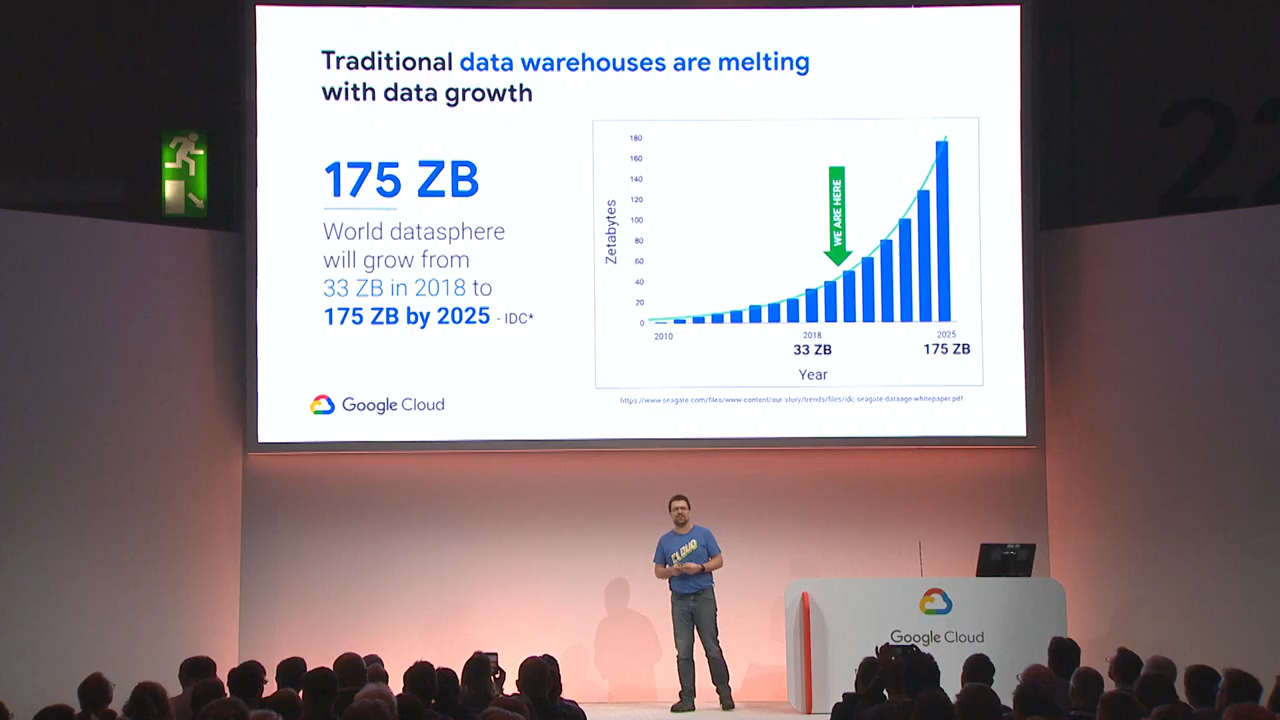 Traditional data warehouses are melting
with data growth
175 ZB
World datasphere
will grow from
33 ZB in 2018 to
175 ZB by 2025 - IDC*
Google Cloud
Zetabytes
180
160
140
120
100
80
60
40
20
0
WE ARE HERE
2010
2018
2025
33 ZB
175 ZB
Year
https://www.seagate.com/files/www-content/our-story/trends/files/idc-seagate-dataage-whitepaper.pdf
CLOUD
Google Cloud